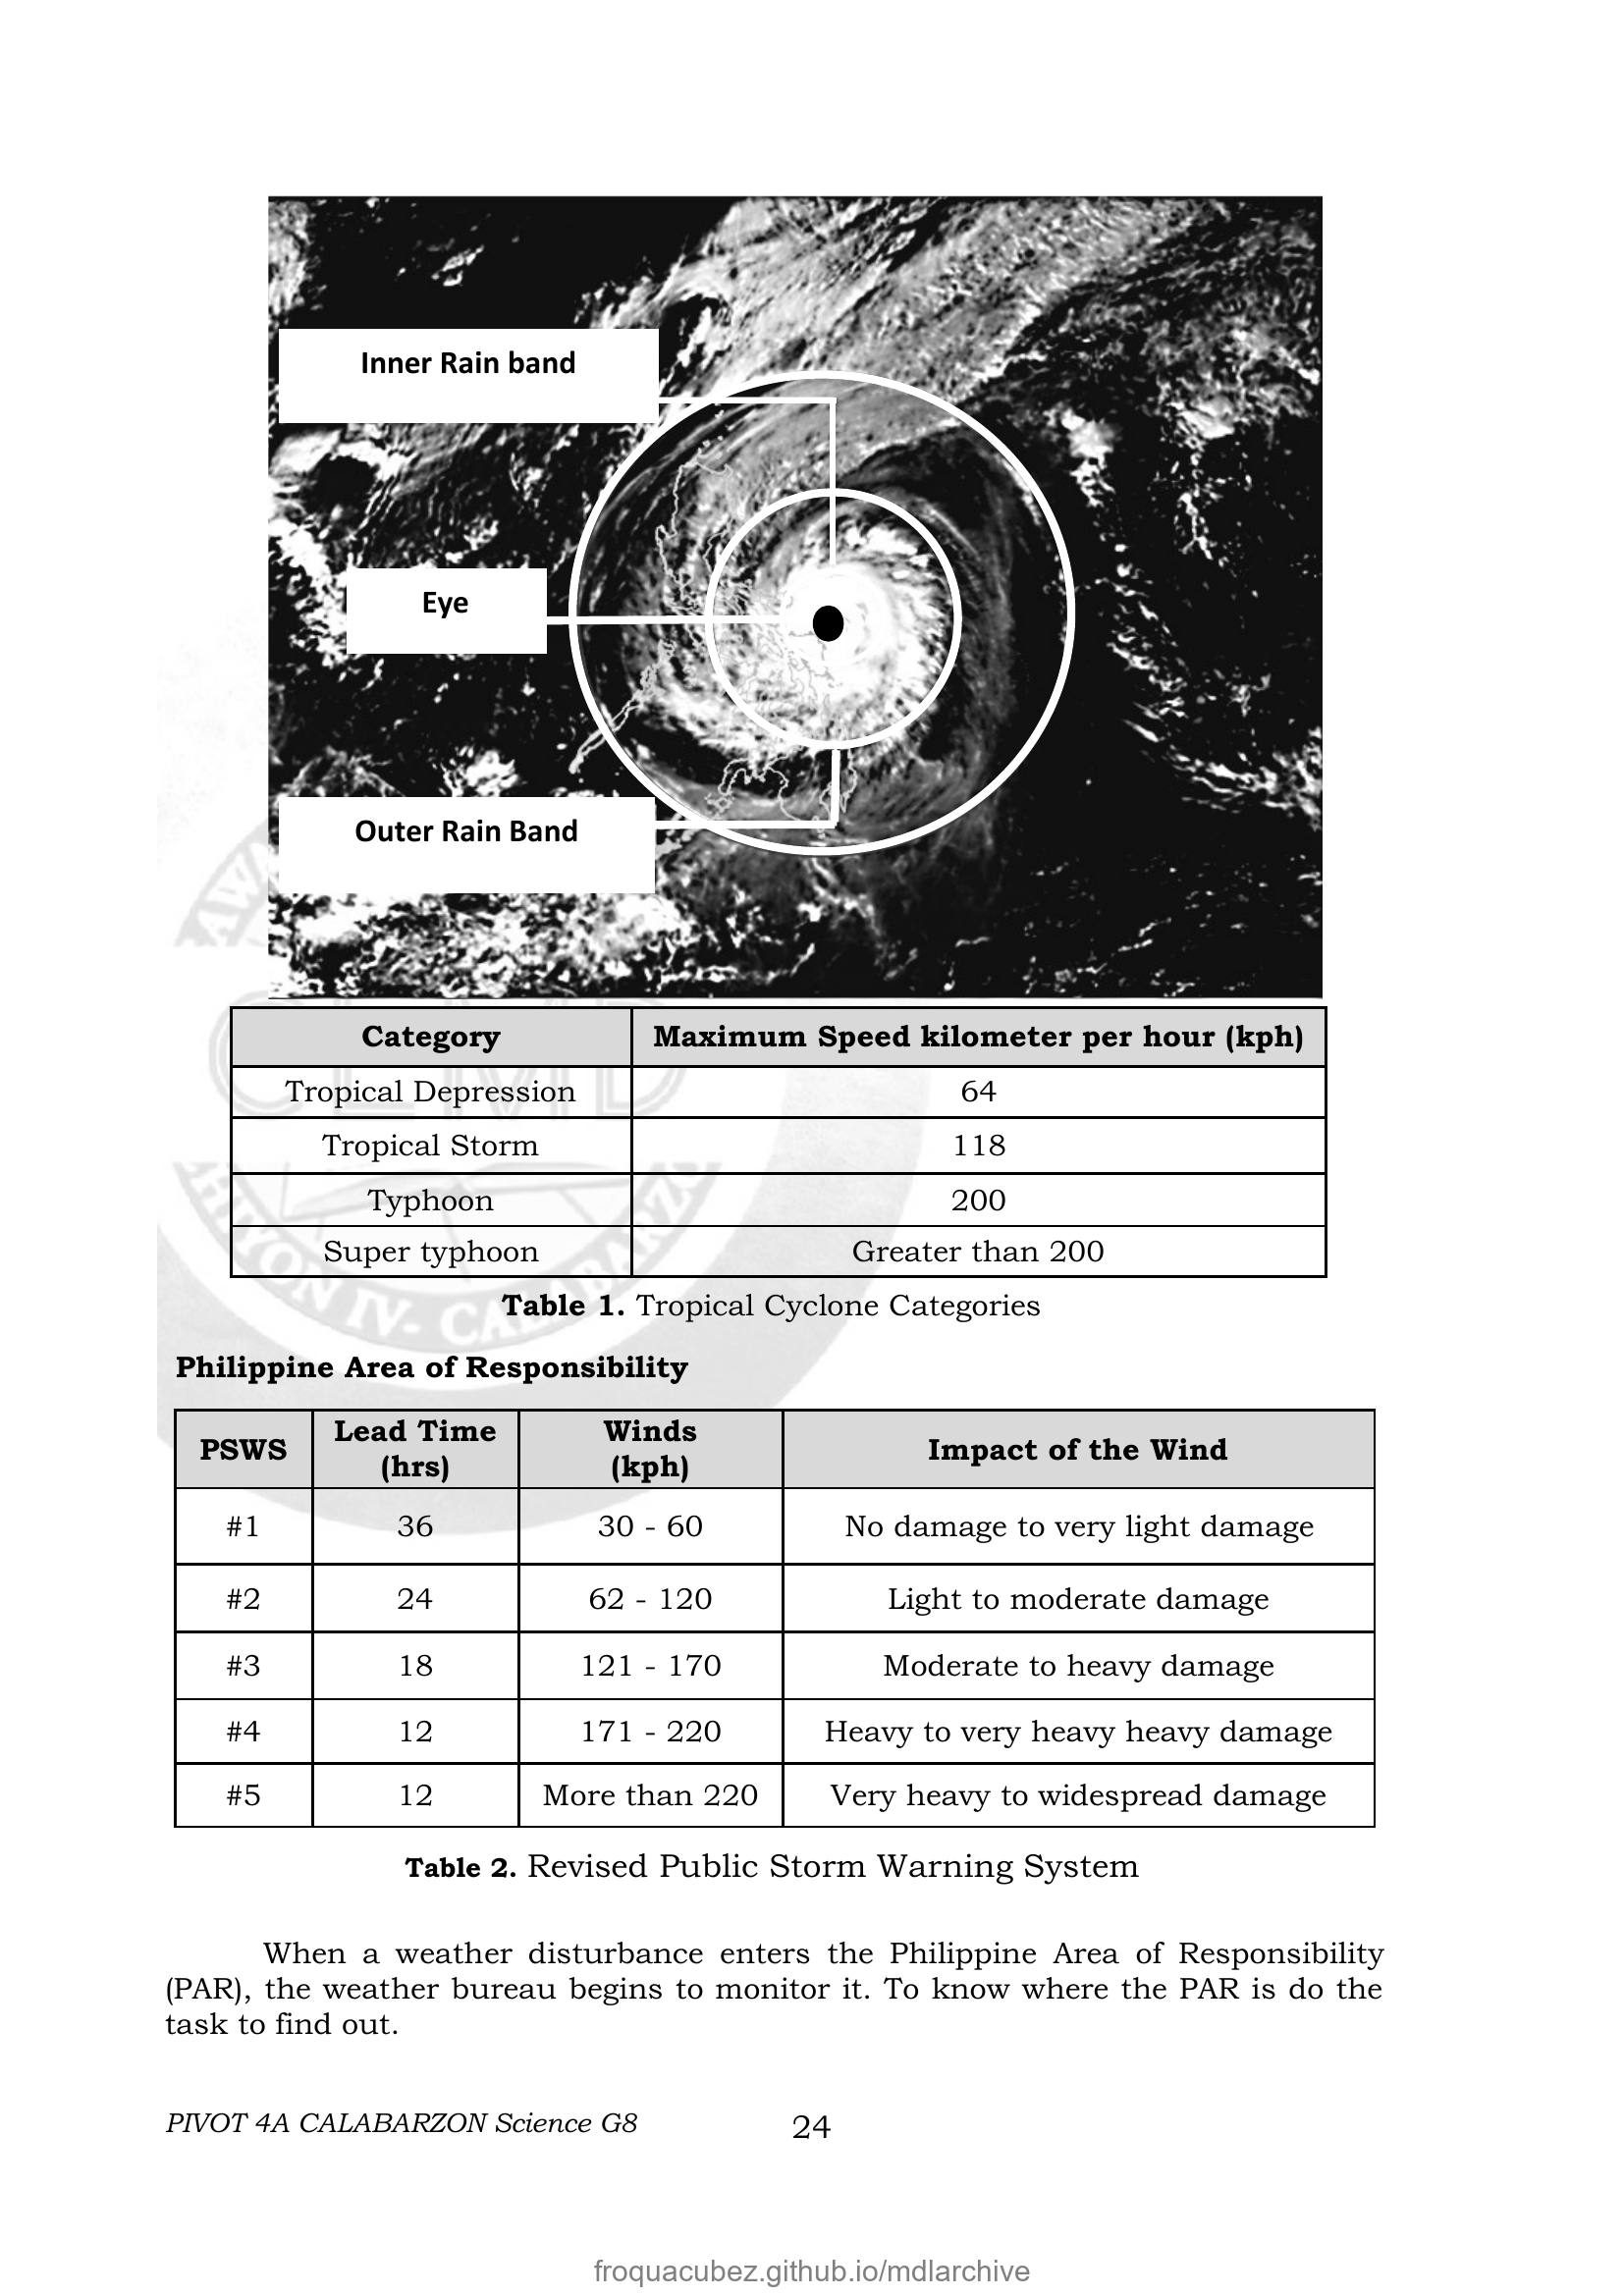 Inner Rain band
Eye
Outer Rain Band
Category Maximum Speed kilometer per hour (kph)
Tropical Depression 64
Tropical Storm 118
Typhoon 200
Super typhoon Greater than 200
Table 1. Tropical Cyclone Categories
Philippine Area of Responsibility
PSWS Lead Time (hrs) Winds (kph) Impact of the Wind
#1 36 30 - 60 No damage to very light damage
#2 24 62 - 120 Light to moderate damage
#3 18 121 - 170 Moderate to heavy damage
#4 12 171 - 220 Heavy to very heavy heavy damage
#5 12 More than 220 Very heavy to widespread damage
Table 2. Revised Public Storm Warning System
When a weather disturbance enters the Philippine Area of Responsibility
(PAR), the weather bureau begins to monitor it. To know where the PAR is do the
task to find out.
PIVOT 4A CALABARZON Science G8 24
froquacubez.github.io/mdlarchive